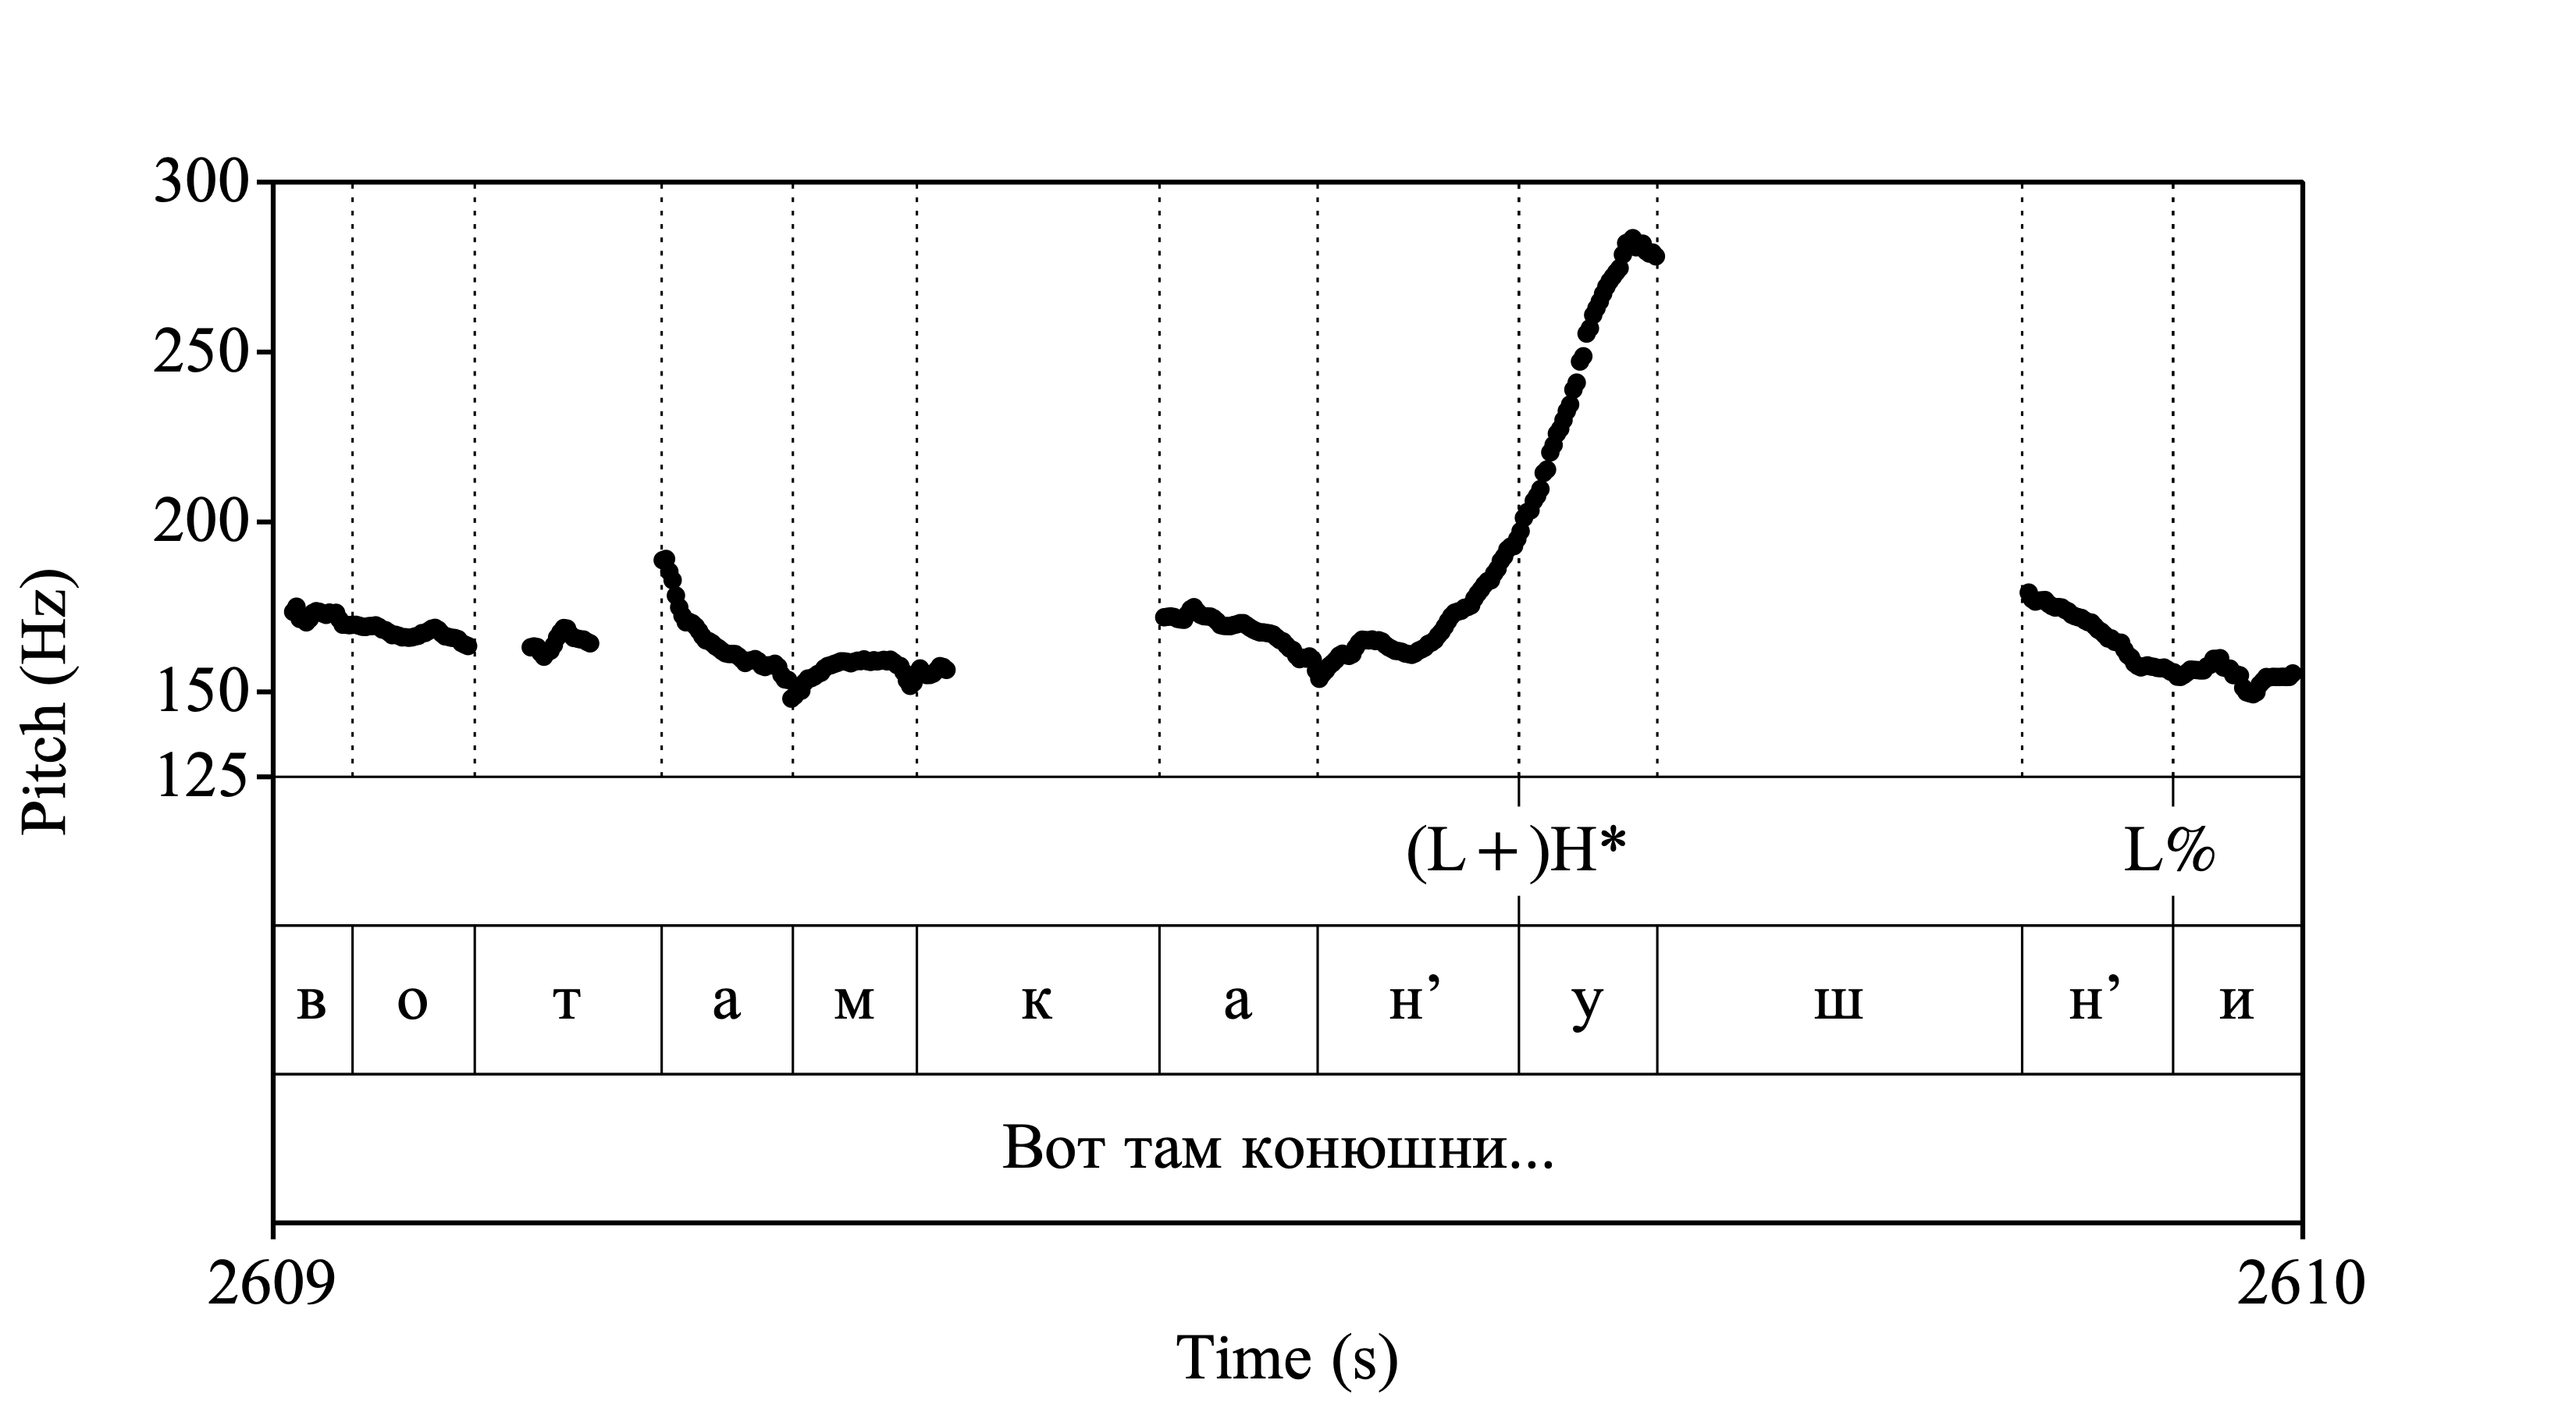 300
250
200
150
125
Pitch (Hz)
(L+)H* L%
в о т а м к а н’ у ш н’ и
Вот там конюшни...
2609 2610
Time (s)